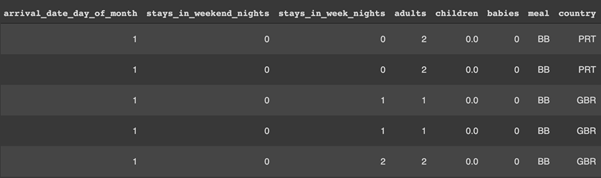 arrival_date_day_of_month stays_in_weekend_nights stays_in_week_nights adults children babies meal country
1 0 0 2 0.0 0 BB PRT
1 0 0 2 0.0 0 BB PRT
1 0 1 1 0.0 0 BB GBR
1 0 1 1 0.0 0 BB GBR
1 0 2 2 0.0 0 BB GBR